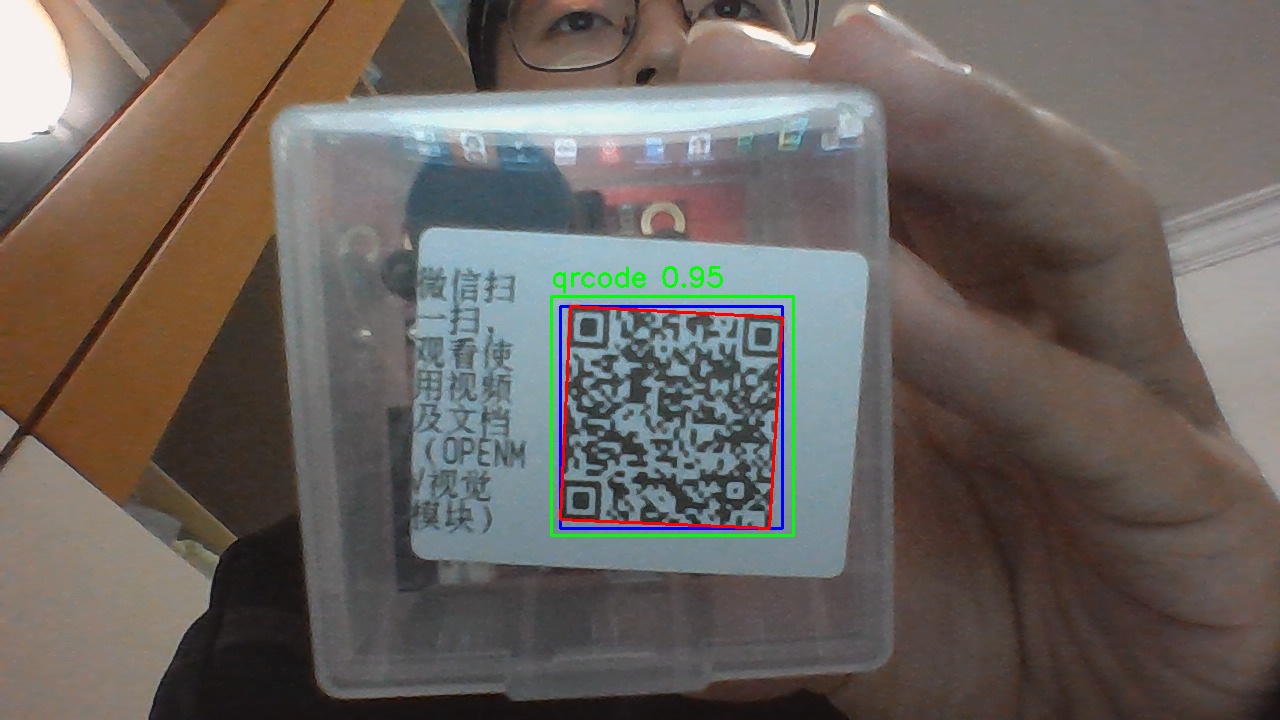 qrcode 0.95
微信扫
一扫，
观看使
用视频
及文档
（OPENM
V视觉
模块）